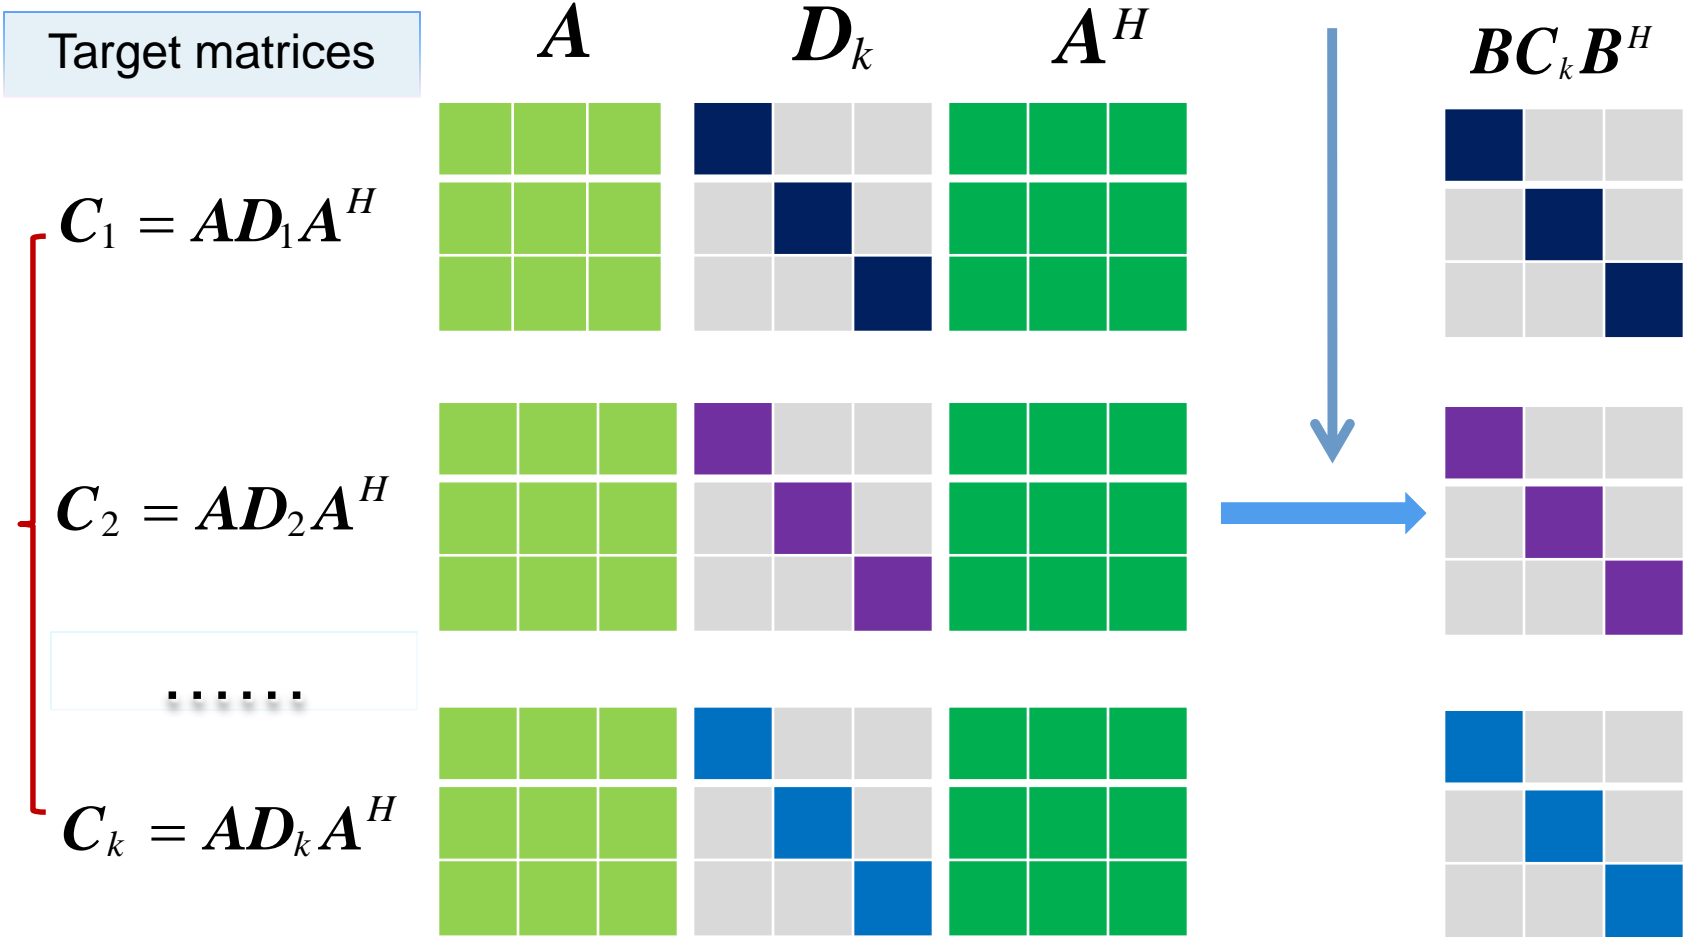 Target matrices
A D_k A^H BC_kB^H
C_1 = AD_1A^H
C_2 = AD_2A^H
......
C_k = AD_kA^H